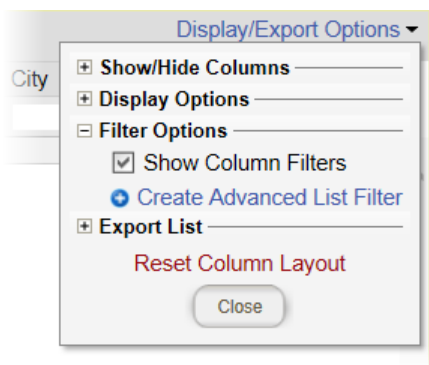 Display/Export Options
City
Show/Hide Columns
Display Options
Filter Options
Show Column Filters
Create Advanced List Filter
Export List
Reset Column Layout
Close